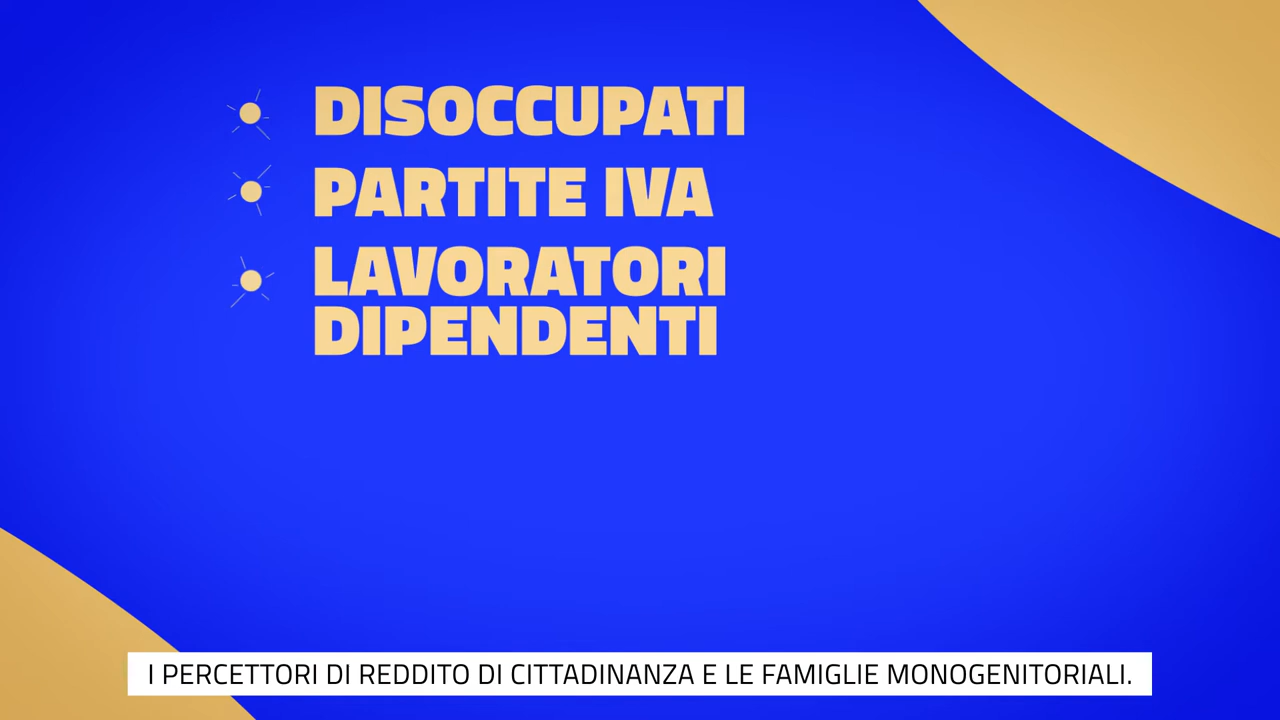 DISOCCUPATI
PARTITE IVA
LAVORATORI
DIPENDENTI
I PERCETTORI DI REDDITO DI CITTADINANZA E LE FAMIGLIE MONOGENITORIALI.